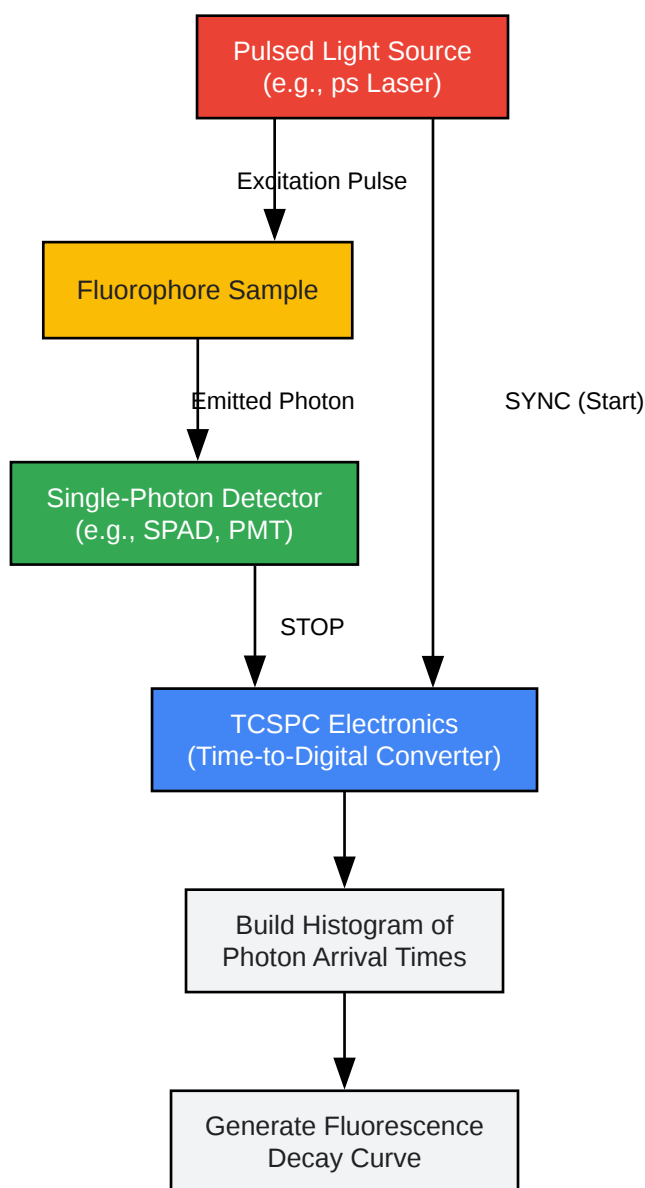 Pulsed Light Source
(e.g., ps Laser)
Excitation Pulse
Fluorophore Sample
Emitted Photon
SYNC (Start)
Single-Photon Detector
(e.g., SPAD, PMT)
STOP
TCSPC Electronics
(Time-to-Digital Converter)
Build Histogram of
Photon Arrival Times
Generate Fluorescence
Decay Curve